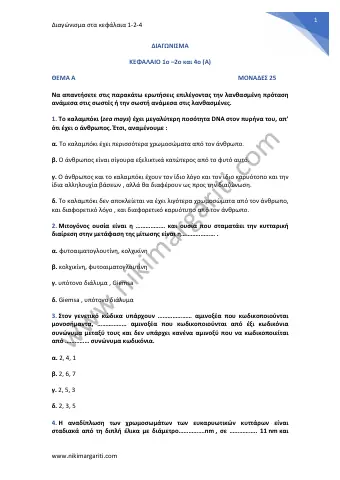 1
Διαγώνισμα στα κεφάλαια 1-2-4
ΔΙΑΓΩΝΙΣΜΑ
ΚΕΦΑΛΑΙΟ 1ο –2ο και 4ο (Α)
ΘΕΜΑ Α ΜΟΝΑΔΕΣ 25
Να απαντήσετε στις παρακάτω ερωτήσεις επιλέγοντας την λανθασμένη πρόταση
ανάμεσα στις σωστές ή την σωστή ανάμεσα στις λανθασμένες.
1. Το καλαμπόκι (zea mays) έχει μεγαλύτερη ποσότητα DNA στον πυρήνα του, απ'
ότι έχει ο άνθρωπος. Έτσι, αναμένουμε :
α. Το καλαμπόκι έχει περισσότερα χρωμοσώματα από τον άνθρωπο.
β. Ο άνθρωπος είναι σίγουρα εξελικτικά κατώτερος από το φυτό αυτό.
γ. Ο άνθρωπος και το καλαμπόκι έχουν τον ίδιο λόγο και τον ίδιο καρυότυπο και την
ίδια αλληλουχία βάσεων , αλλά θα διαφέρουν ως προς την διαβίωση.
δ. Το καλαμπόκι δεν αποκλείεται να έχει λιγότερα χρωμοσώματα από τον άνθρωπο,
και διαφορετικό λόγο , και διαφορετικό καρυότυπο από τον άνθρωπο.
2. Μιτογόνος ουσία είναι η ................. και ουσία που σταματάει την κυτταρική
διαίρεση στην μετάφαση της μίτωσης είναι η .................. .
α. φυτοαιματογλουτίνη, κολχικίνη
β. κολχικίνη, φυτοαιματογλουτίνη
γ. υπότονο διάλυμα , Giemsa
δ. Giemsa , υπότονο διάλυμα
3. Στον γενετικό κώδικα υπάρχουν .................... αμινοξέα που κωδικοποιούνται
μονοσήμαντα, ................ αμινοξέα που κωδικοποιούνται από έξι κωδικόνια
συνώνυμα μεταξύ τους και δεν υπάρχει κανένα αμινοξύ που να κωδικοποιείται
από .............. συνώνυμα κωδικόνια.
α. 2, 4, 1
β. 2, 6, 7
γ. 2, 5, 3
δ. 2, 3, 5
4. Η αναδίπλωση των χρωμοσωμάτων των ευκαρυωτικών κυττάρων είναι
σταδιακά από τη διπλή έλικα με διάμετρο...............nm , σε ................ 11 nm και
www.nikimargariti.com
www.nikimargariti.com